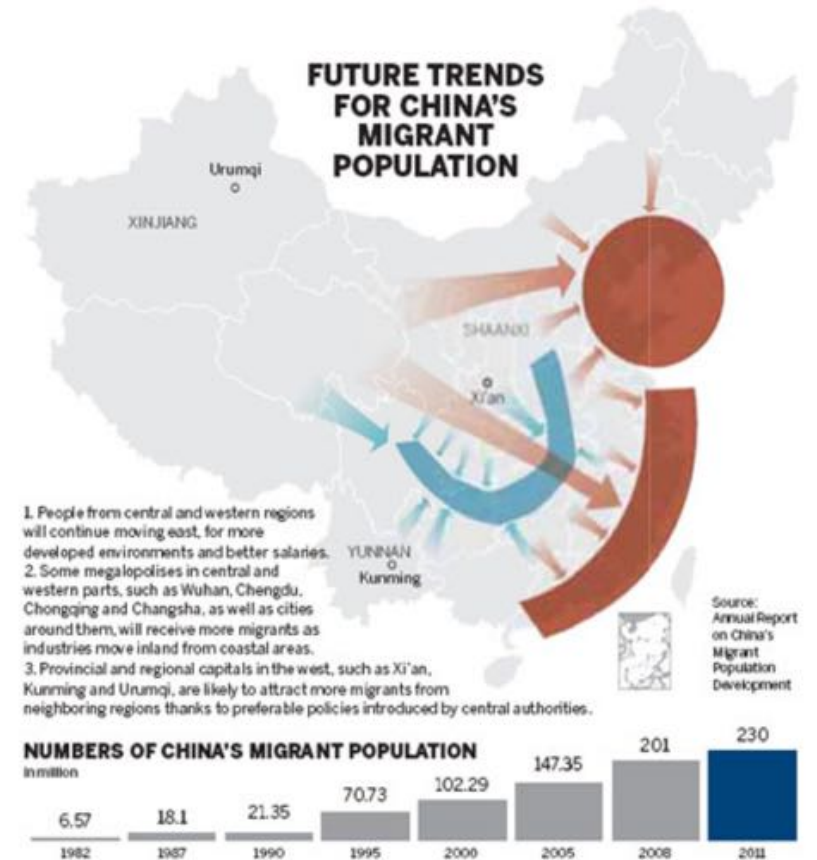 FUTURE TRENDS
FOR CHINA'S
MIGRANT
POPULATION
Urumqi
XINJIANG
SHAANXI
Xi'an
1. People from central and western regions
will continue moving east, for more
developed environments and better salaries.
2. Some megalopolises in central and
western parts, such as Wuhan, Chengdu,
Chongqing and Changsha, as well as cities
around them, will receive more migrants as
industries move inland from coastal areas.
3. Provincial and regional capitals in the west, such as Xi'an,
Kunming and Urumqi, are likely to attract more migrants from
neighboring regions thanks to preferable policies introduced by central authorities.
YUNNAN
Kunming
Source:
Annual Report
on China's
Migrant
Population
Development
NUMBERS OF CHINA'S MIGRANT POPULATION
In million
6.57
18.1
21.35
70.73
102.29
147.35
201
230
1982
1987
1990
1995
2000
2005
2008
2011